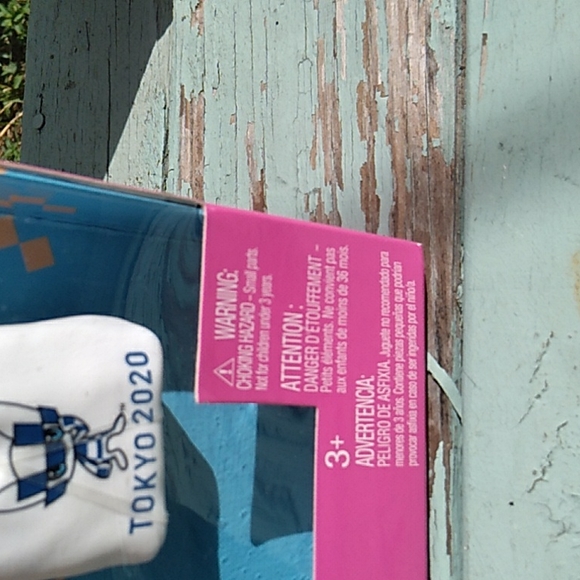 WARNING:
CHOKING HAZARD – Small parts.
Not for children under 3 years.
ATTENTION :
DANGER D'ÉTOUFFEMENT –
Petits éléments. Ne convient pas
aux enfants de moins de 36 mois.
3+
ADVERTENCIA:
PELIGRO DE ASFIXIA. Juguete no recomendado para
menores de 3 años. Contiene piezas pequeñas que podrían
provocar asfixia en caso de ser ingeridas por el niño/a.
TOKYO 2020